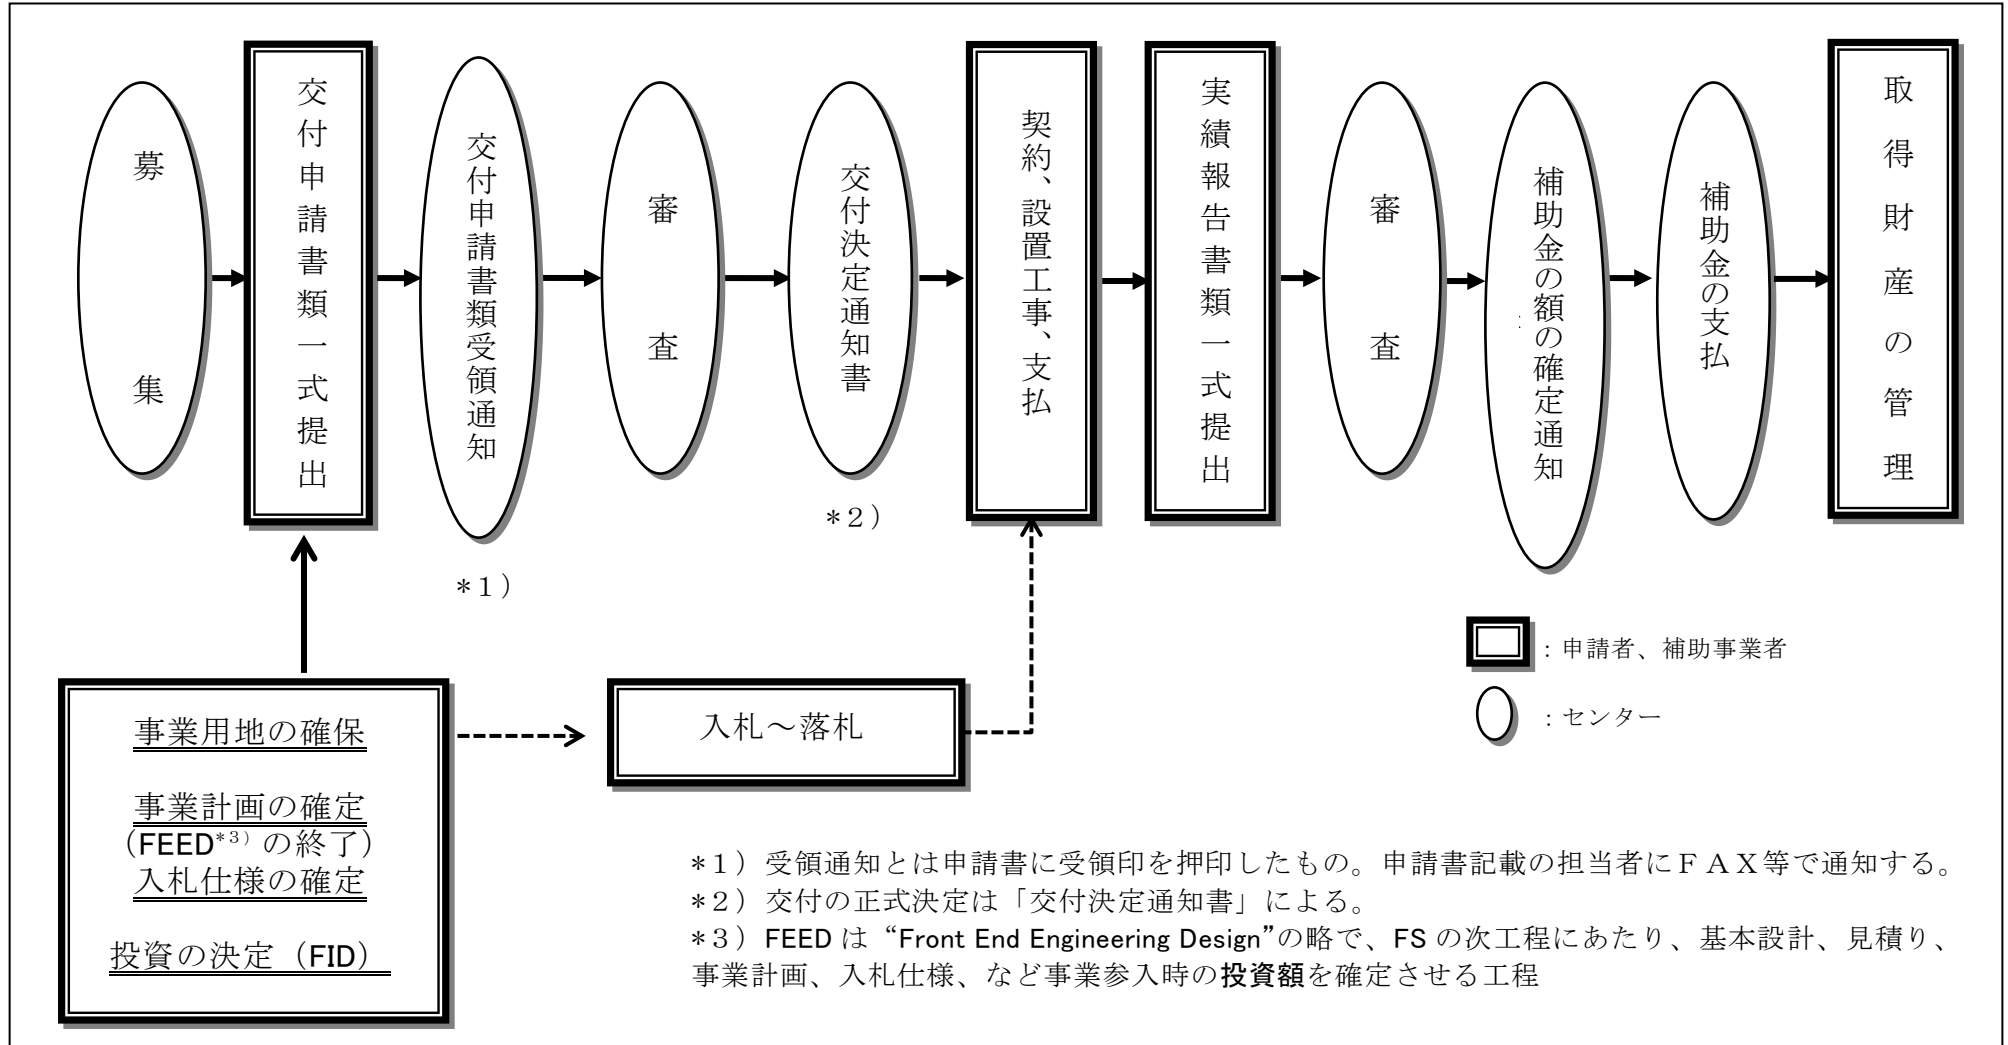 募集
交付申請書類一式提出
交付申請書類受領通知
*1）
審査
交付決定通知書
*2）
契約、設置工事、支払
実績報告書類一式提出
審査
補助金の額の確定通知
補助金の支払
取得財産の管理
：申請者、補助事業者
：センター
事業用地の確保
事業計画の確定
（FEED*3）の終了）
入札仕様の確定
投資の決定（FID）
入札～落札
*1）受領通知とは申請書に受領印を押印したもの。申請書記載の担当者にＦＡＸ等で通知する。
*2）交付の正式決定は「交付決定通知書」による。
*3）FEED は “Front End Engineering Design”の略で、FS の次工程にあたり、基本設計、見積り、
事業計画、入札仕様、など事業参入時の投資額を確定させる工程